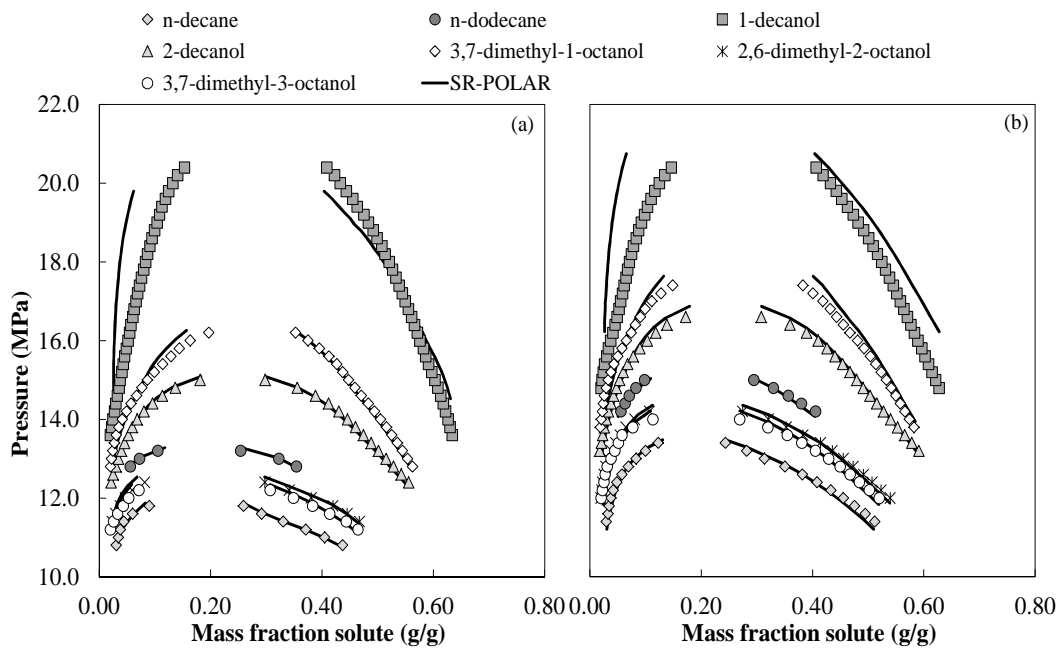 n-decane n-dodecane 1-decanol
2-decanol 3,7-dimethyl-1-octanol 2,6-dimethyl-2-octanol
3,7-dimethyl-3-octanol SR-POLAR
22.0
20.0
18.0
16.0
14.0
12.0
10.0
Pressure (MPa)
(a)
(b)
0.00 0.20 0.40 0.60 0.80
0.00 0.20 0.40 0.60 0.80
Mass fraction solute (g/g)
Mass fraction solute (g/g)